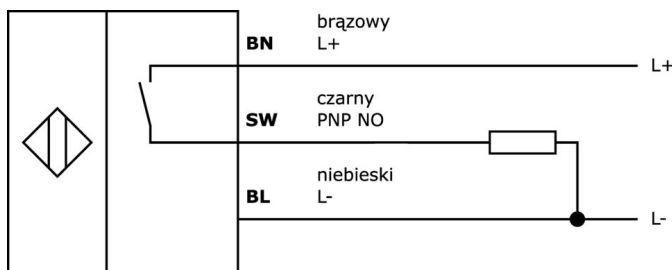 brązowy
BN L+
L+
czarny
SW PNP NO
niebieski
BL L-
L-